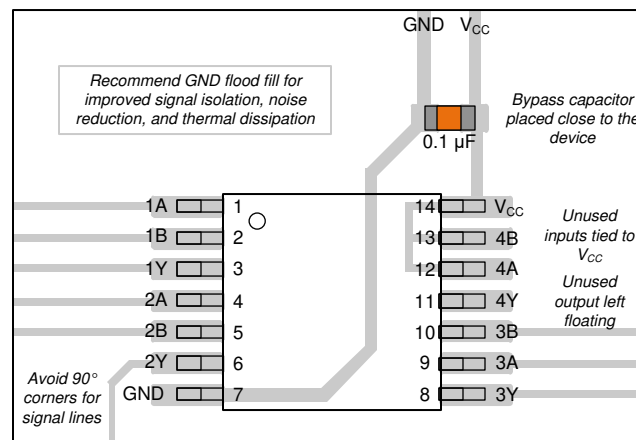 GND VCC
Recommend GND flood fill for
improved signal isolation, noise
reduction, and thermal dissipation
Bypass capacitor
placed close to the
device
0.1 µF
1A 1 14 VCC
1B 2 13 4B
1Y 3 12 4A
2A 4 11 4Y
2B 5 10 3B
2Y 6 9 3A
GND 7 8 3Y
Unused
inputs tied to
VCC
Unused
output left
floating
Avoid 90°
corners for
signal lines